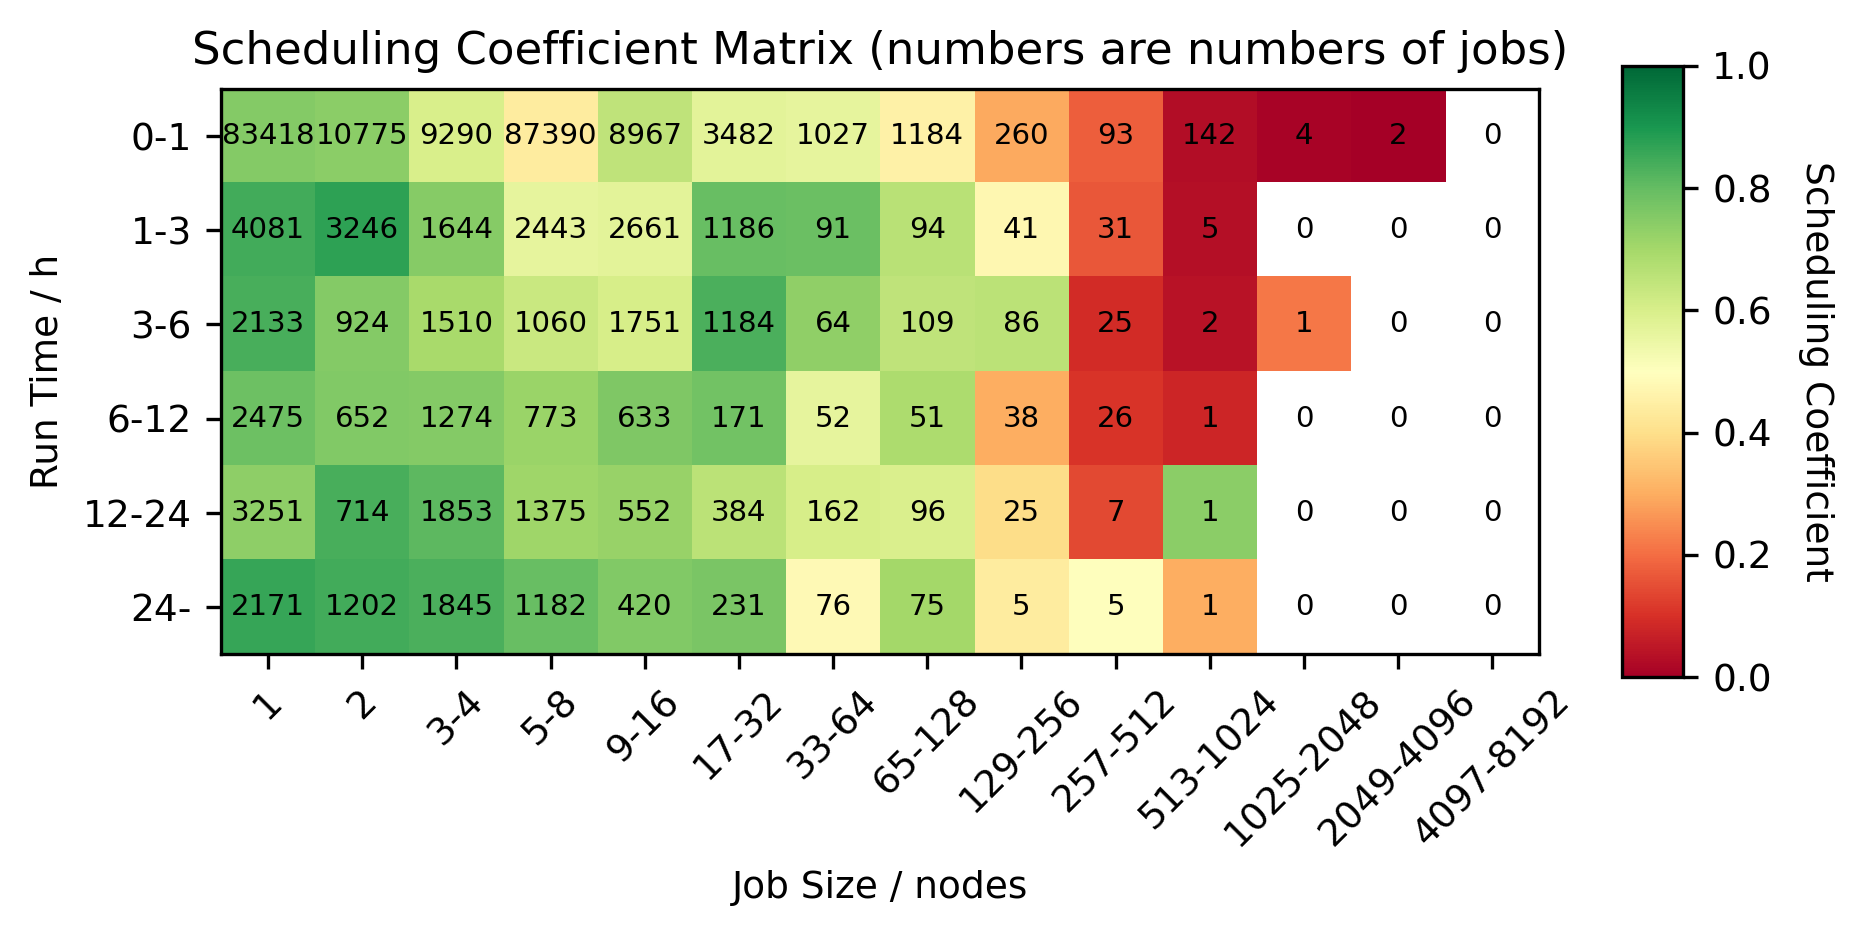 Scheduling Coefficient Matrix (numbers are numbers of jobs)
0-1 83418 10775 9290 87390 8967 3482 1027 1184 260 93 142 4 2 0
1-3 4081 3246 1644 2443 2661 1186 91 94 41 31 5 0 0 0
3-6 2133 924 1510 1060 1751 1184 64 109 86 25 2 1 0 0
6-12 2475 652 1274 773 633 171 52 51 38 26 1 0 0 0
12-24 3251 714 1853 1375 552 384 162 96 25 7 1 0 0 0
24- 2171 1202 1845 1182 420 231 76 75 5 5 1 0 0 0
Run Time / h
1 2 3-4 5-8 9-16 17-32 33-64 65-128 129-256 257-512 513-1024 1025-2048 2049-4096 4097-8192
Job Size / nodes
1.0
0.8
0.6
0.4
0.2
0.0
Scheduling Coefficient